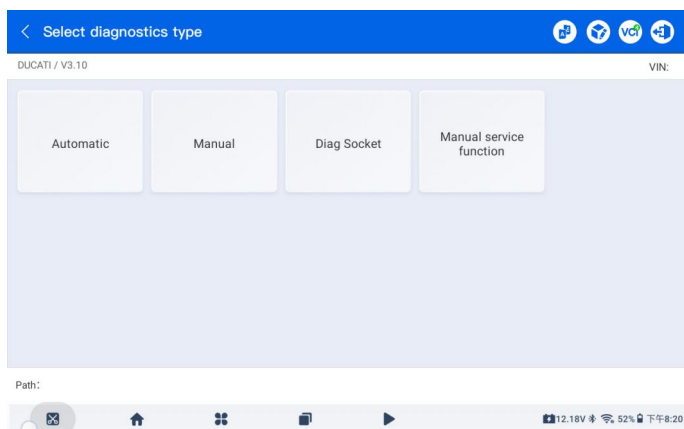 Select diagnostics type
VCI
DUCATI / V3.10
VIN:
Automatic
Manual
Diag Socket
Manual service
function
Path:
12.18V 52% 下午8:20